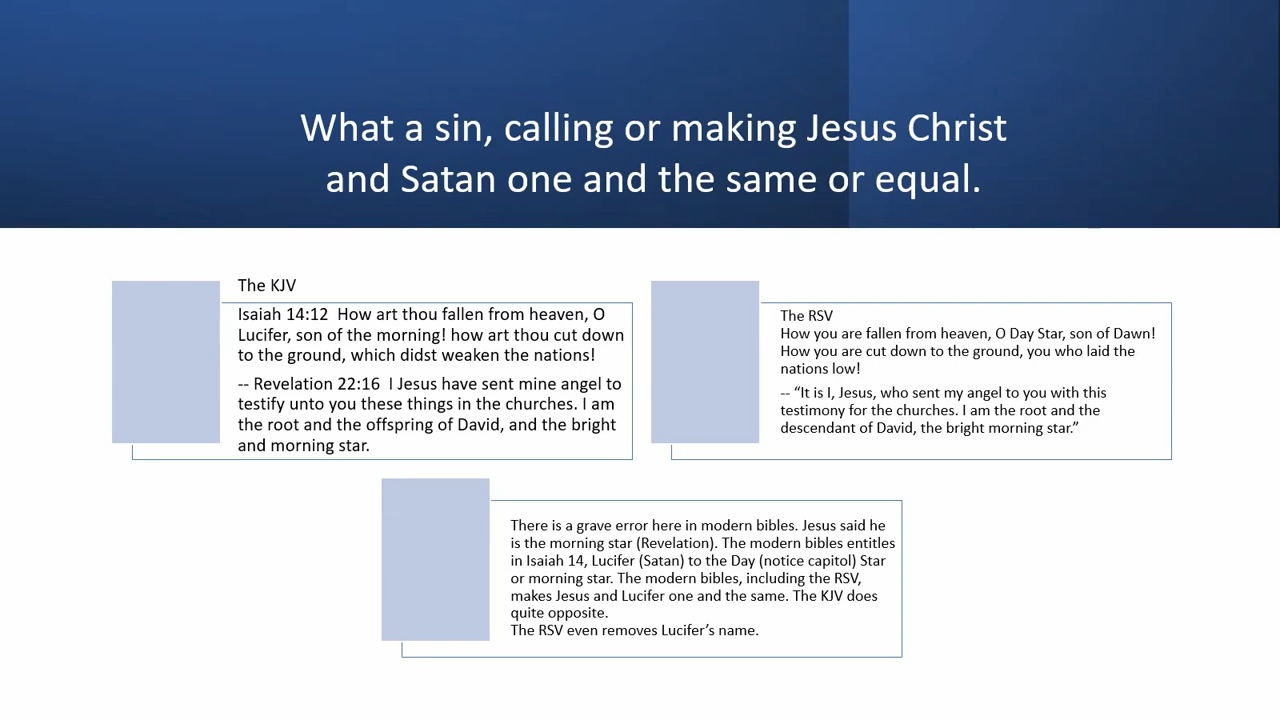 What a sin, calling or making Jesus Christ
and Satan one and the same or equal.
The KJV
Isaiah 14:12  How art thou fallen from heaven, O
Lucifer, son of the morning! how art thou cut down
to the ground, which didst weaken the nations!
-- Revelation 22:16  I Jesus have sent mine angel to
testify unto you these things in the churches. I am
the root and the offspring of David, and the bright
and morning star.
The RSV
How you are fallen from heaven, O Day Star, son of Dawn!
How you are cut down to the ground, you who laid the
nations low!
-- “It is I, Jesus, who sent my angel to you with this
testimony for the churches. I am the root and the
descendant of David, the bright morning star.”
There is a grave error here in modern bibles. Jesus said he
is the morning star (Revelation). The modern bibles entitles
in Isaiah 14, Lucifer (Satan) to the Day (notice capitol) Star
or morning star. The modern bibles, including the RSV,
makes Jesus and Lucifer one and the same. The KJV does
quite opposite.
The RSV even removes Lucifer’s name.